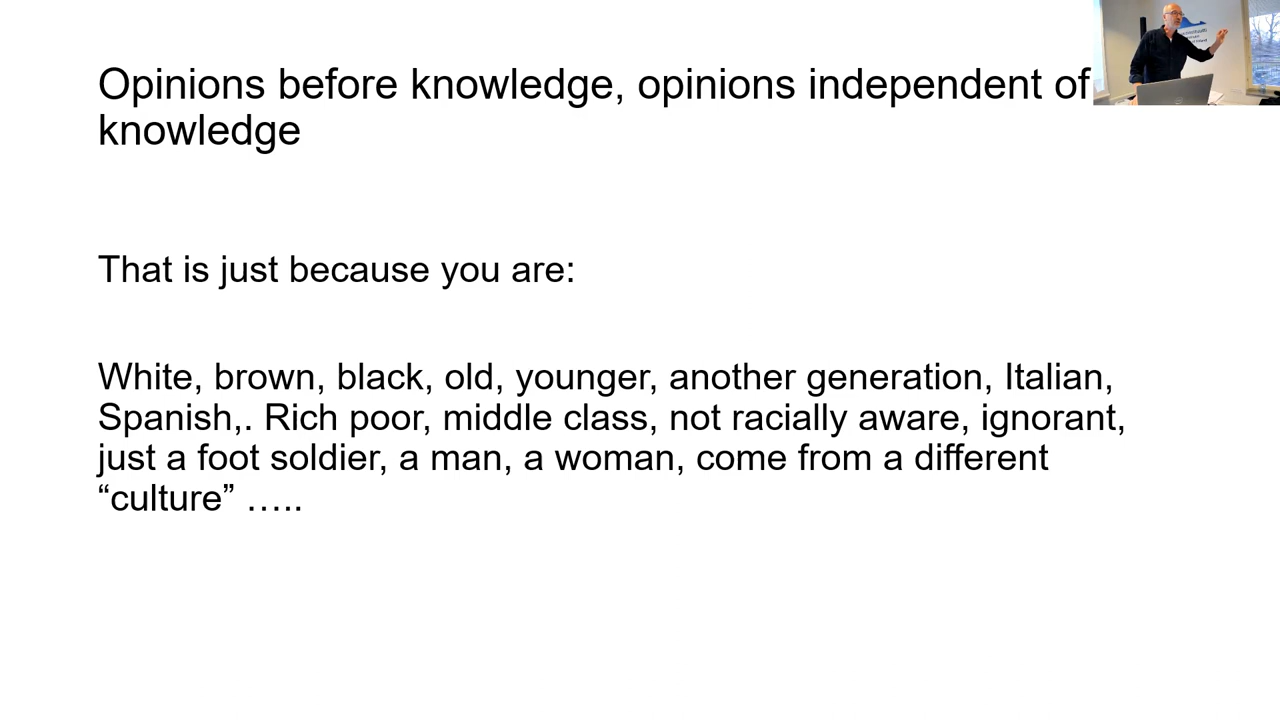 Opinions before knowledge, opinions independent of
knowledge
That is just because you are:
White, brown, black, old, younger, another generation, Italian,
Spanish,. Rich poor, middle class, not racially aware, ignorant,
just a foot soldier, a man, a woman, come from a different
“culture” …..